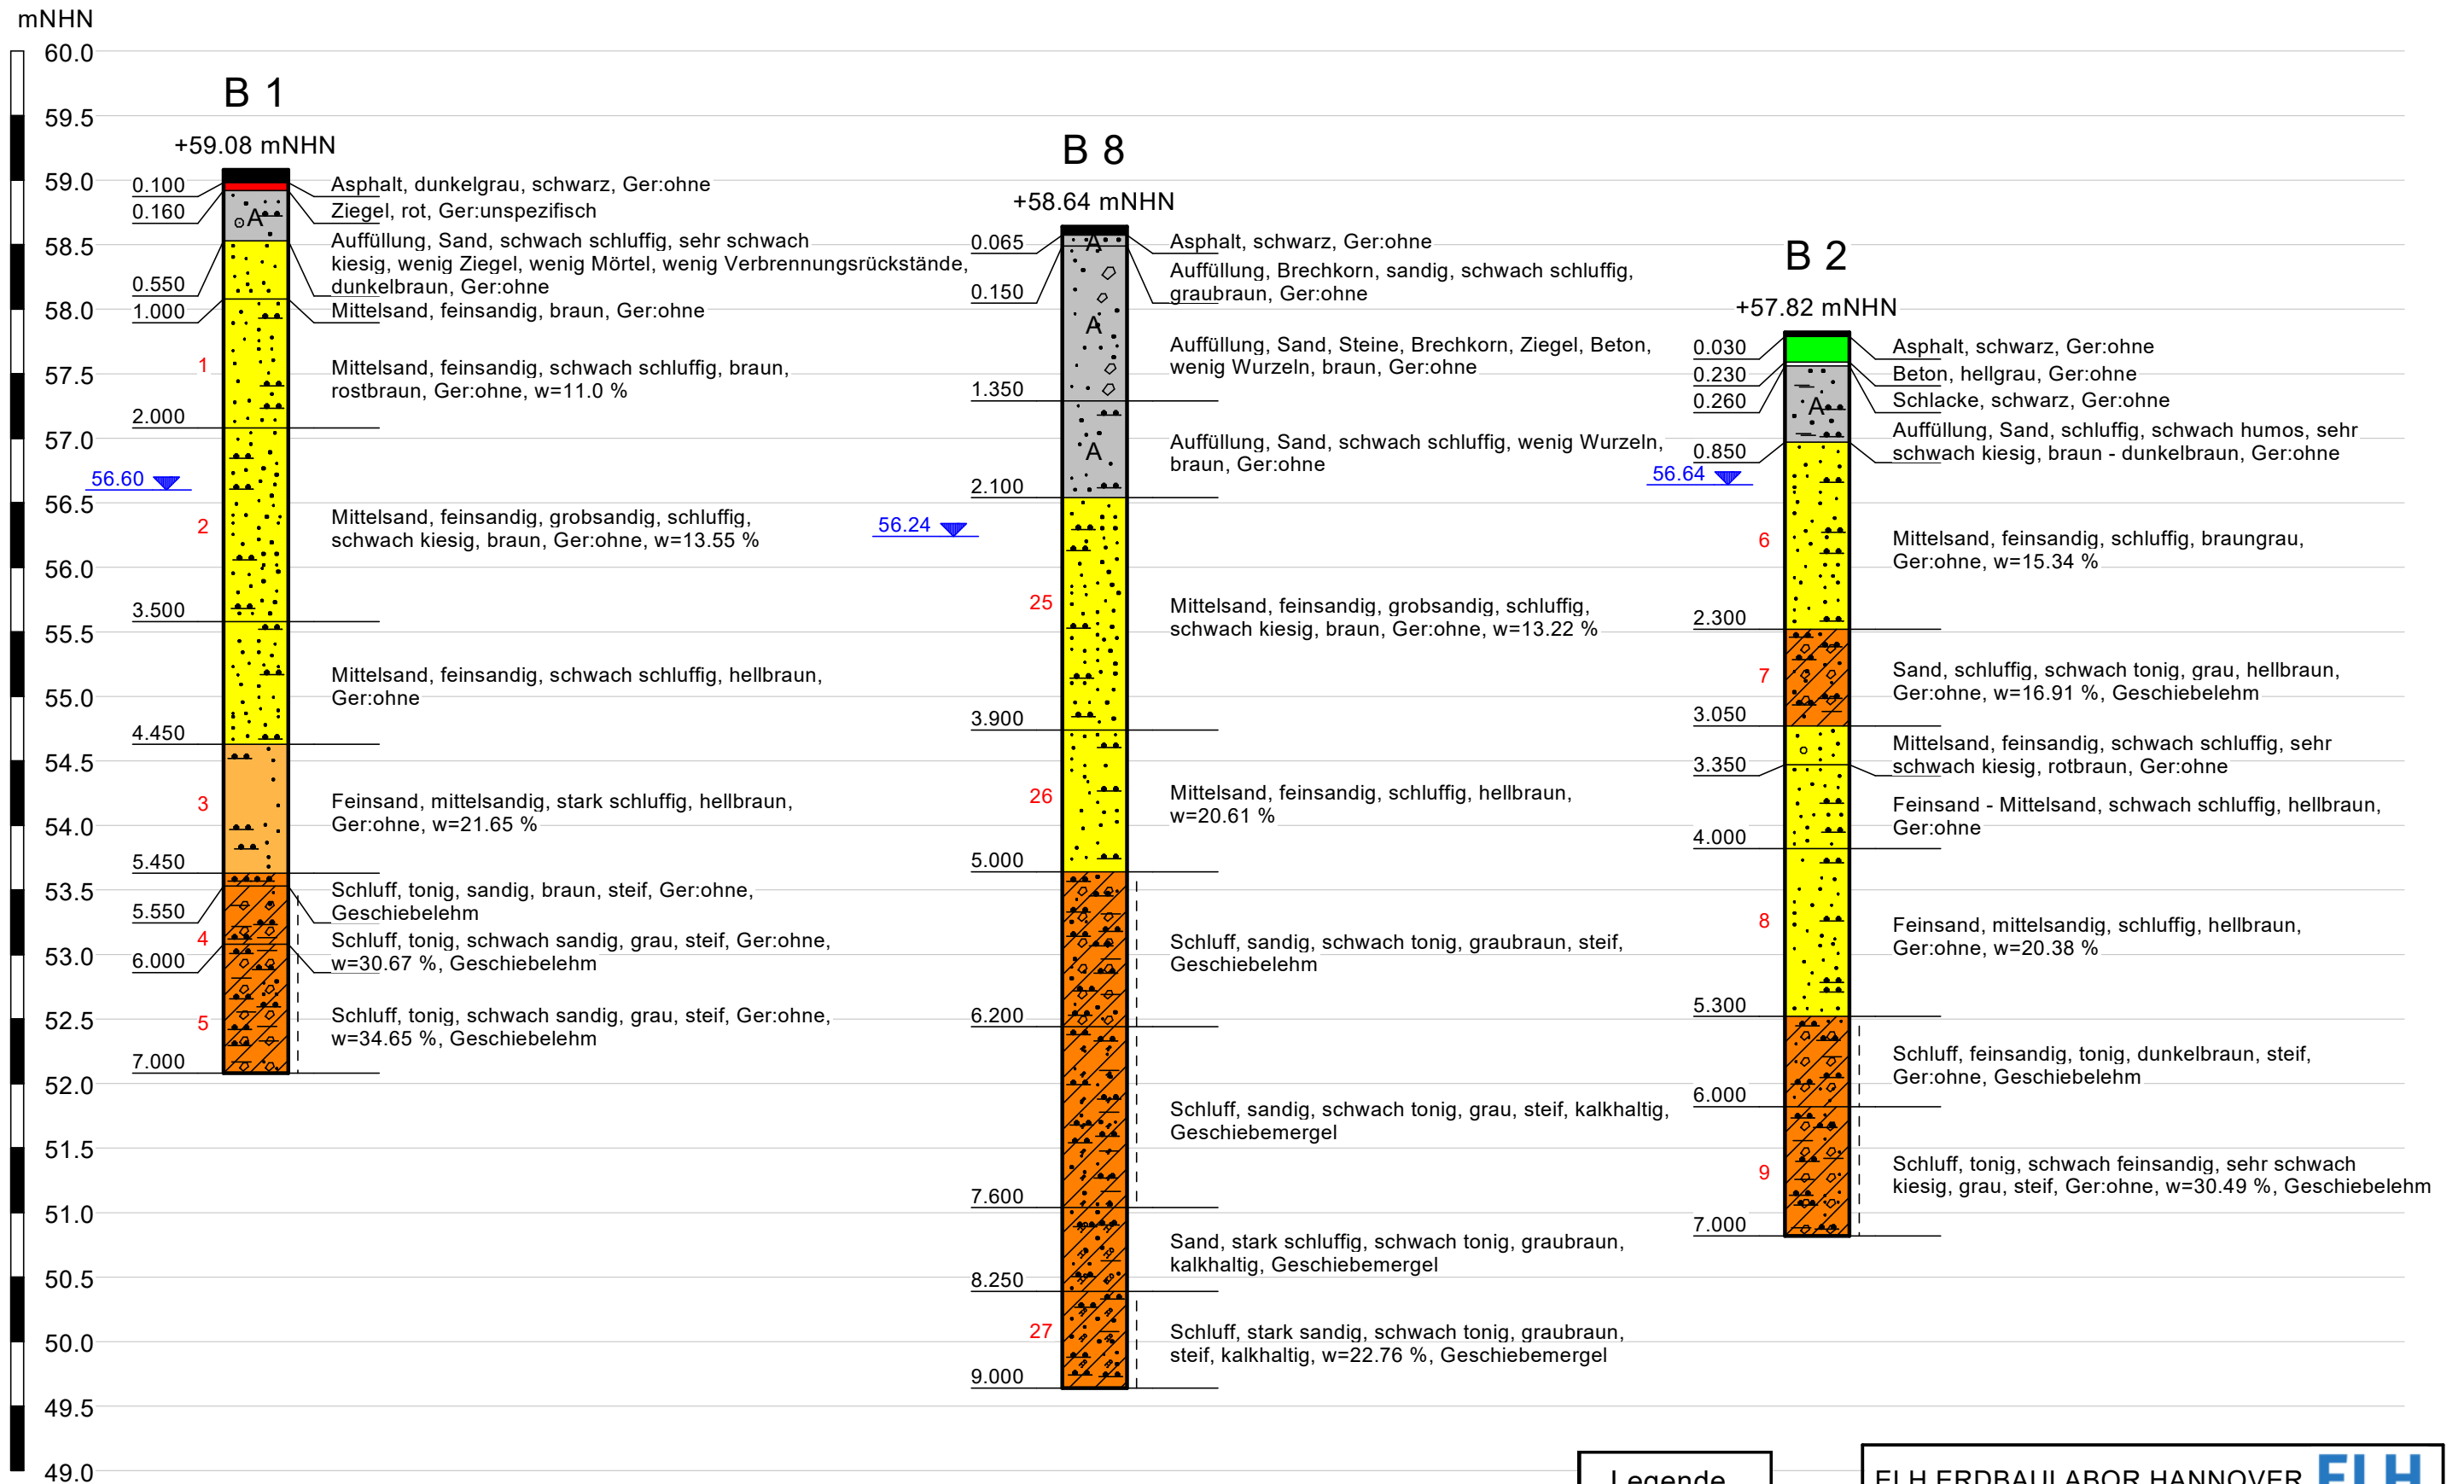 mNHN
60.0
59.5
59.0
58.5
58.0
57.5
57.0
56.5
56.0
55.5
55.0
54.5
54.0
53.5
53.0
52.5
52.0
51.5
51.0
50.5
50.0
49.5
49.0
B 1
+59.08 mNHN
0.100
0.160
0.550
1.000
2.000
3.500
4.450
5.450
5.550
6.000
7.000
56.60
1
2
3
4
5
A
Asphalt, dunkelgrau, schwarz, Ger:ohne
Ziegel, rot, Ger:unspezifisch
Auffüllung, Sand, schwach schluffig, sehr schwach
kiesig, wenig Ziegel, wenig Mörtel, wenig Verbrennungsrückstände,
dunkelbraun, Ger:ohne
Mittelsand, feinsandig, braun, Ger:ohne
Mittelsand, feinsandig, schwach schluffig, braun,
rostbraun, Ger:ohne, w=11.0 %
Mittelsand, feinsandig, grobsandig, schluffig,
schwach kiesig, braun, Ger:ohne, w=13.55 %
Mittelsand, feinsandig, schwach schluffig, hellbraun,
Ger:ohne
Feinsand, mittelsandig, stark schluffig, hellbraun,
Ger:ohne, w=21.65 %
Schluff, tonig, sandig, braun, steif, Ger:ohne,
Geschiebelehm
Schluff, tonig, schwach sandig, grau, steif, Ger:ohne,
w=30.67 %, Geschiebelehm
Schluff, tonig, schwach sandig, grau, steif, Ger:ohne,
w=34.65 %, Geschiebelehm
B 8
+58.64 mNHN
0.065
0.150
1.350
2.100
3.900
5.000
6.200
7.600
8.250
9.000
56.24
25
26
27
A
A
A
Asphalt, schwarz, Ger:ohne
Auffüllung, Brechkorn, sandig, schwach schluffig,
graubraun, Ger:ohne
Auffüllung, Sand, Steine, Brechkorn, Ziegel, Beton,
wenig Wurzeln, braun, Ger:ohne
Auffüllung, Sand, schwach schluffig, wenig Wurzeln,
braun, Ger:ohne
Mittelsand, feinsandig, grobsandig, schluffig,
schwach kiesig, braun, Ger:ohne, w=13.22 %
Mittelsand, feinsandig, schluffig, hellbraun,
w=20.61 %
Schluff, sandig, schwach tonig, graubraun, steif,
Geschiebelehm
Schluff, sandig, schwach tonig, grau, steif, kalkhaltig,
Geschiebemergel
Sand, stark schluffig, schwach tonig, graubraun,
kalkhaltig, Geschiebemergel
Schluff, stark sandig, schwach tonig, graubraun,
steif, kalkhaltig, w=22.76 %, Geschiebemergel
B 2
+57.82 mNHN
0.030
0.230
0.260
0.850
2.300
3.050
3.350
4.000
5.300
6.000
7.000
56.64
6
7
8
9
A
Asphalt, schwarz, Ger:ohne
Beton, hellgrau, Ger:ohne
Schlacke, schwarz, Ger:ohne
Auffüllung, Sand, schluffig, schwach humos, sehr
schwach kiesig, braun - dunkelbraun, Ger:ohne
Mittelsand, feinsandig, schluffig, braungrau,
Ger:ohne, w=15.34 %
Sand, schluffig, schwach tonig, grau, hellbraun,
Ger:ohne, w=16.91 %, Geschiebelehm
Mittelsand, feinsandig, schwach schluffig, sehr
schwach kiesig, rotbraun, Ger:ohne
Feinsand - Mittelsand, schwach schluffig, hellbraun,
Ger:ohne
Feinsand, mittelsandig, schluffig, hellbraun,
Ger:ohne, w=20.38 %
Schluff, feinsandig, tonig, dunkelbraun, steif,
Ger:ohne, Geschiebelehm
Schluff, tonig, schwach feinsandig, sehr schwach
kiesig, grau, steif, Ger:ohne, w=30.49 %, Geschiebelehm
Legende
ELH ERDBAULABOR HANNOVER
ELH